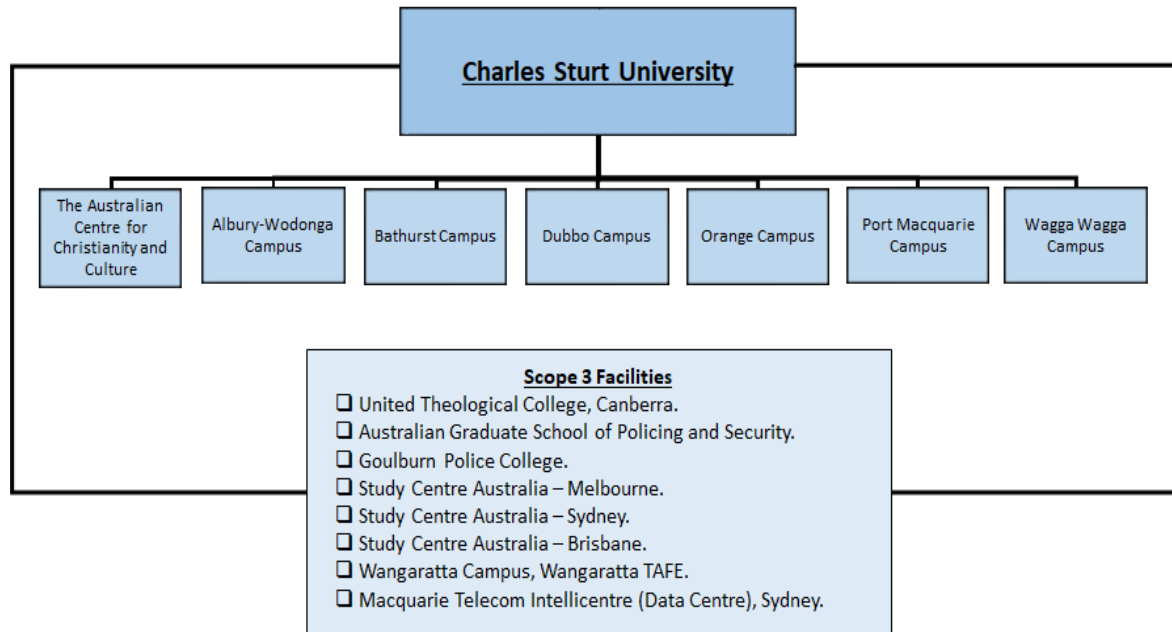 Charles Sturt University
The Australian
Centre for
Christianity and
Culture
Albury-Wodonga
Campus
Bathurst Campus
Dubbo Campus
Orange Campus
Port Macquarie
Campus
Wagga Wagga
Campus
Scope 3 Facilities
❑ United Theological College, Canberra.
❑ Australian Graduate School of Policing and Security.
❑ Goulburn Police College.
❑ Study Centre Australia – Melbourne.
❑ Study Centre Australia – Sydney.
❑ Study Centre Australia – Brisbane.
❑ Wangaratta Campus, Wangaratta TAFE.
❑ Macquarie Telecom Intellicentre (Data Centre), Sydney.